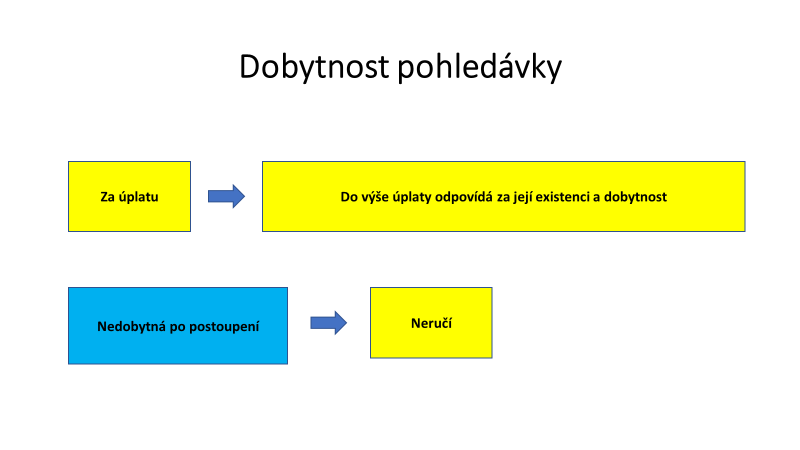 Dobytnost pohledávky
Za úplatu
Do výše úplaty odpovídá za její existenci a dobytnost
Nedobytná po postoupení
Neručí